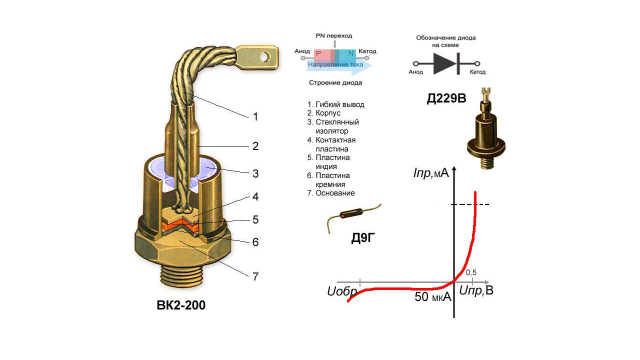 1
2
3
4
5
6
7
ВК2-200
PN переход
Анод
Катод
P
N
Направление тока
Строение диода
1. Гибкий вывод
2. Корпус
3. Стеклянный
изолятор
4. Контактная
пластина
5. Пластина
индия
6. Пластина
кремния
7. Основание
Д9Г
Обозначение диода
на схеме
Анод
Катод
Д229В
Iпр,мА
0,5
Uобр
50 мкА
Uпр,В